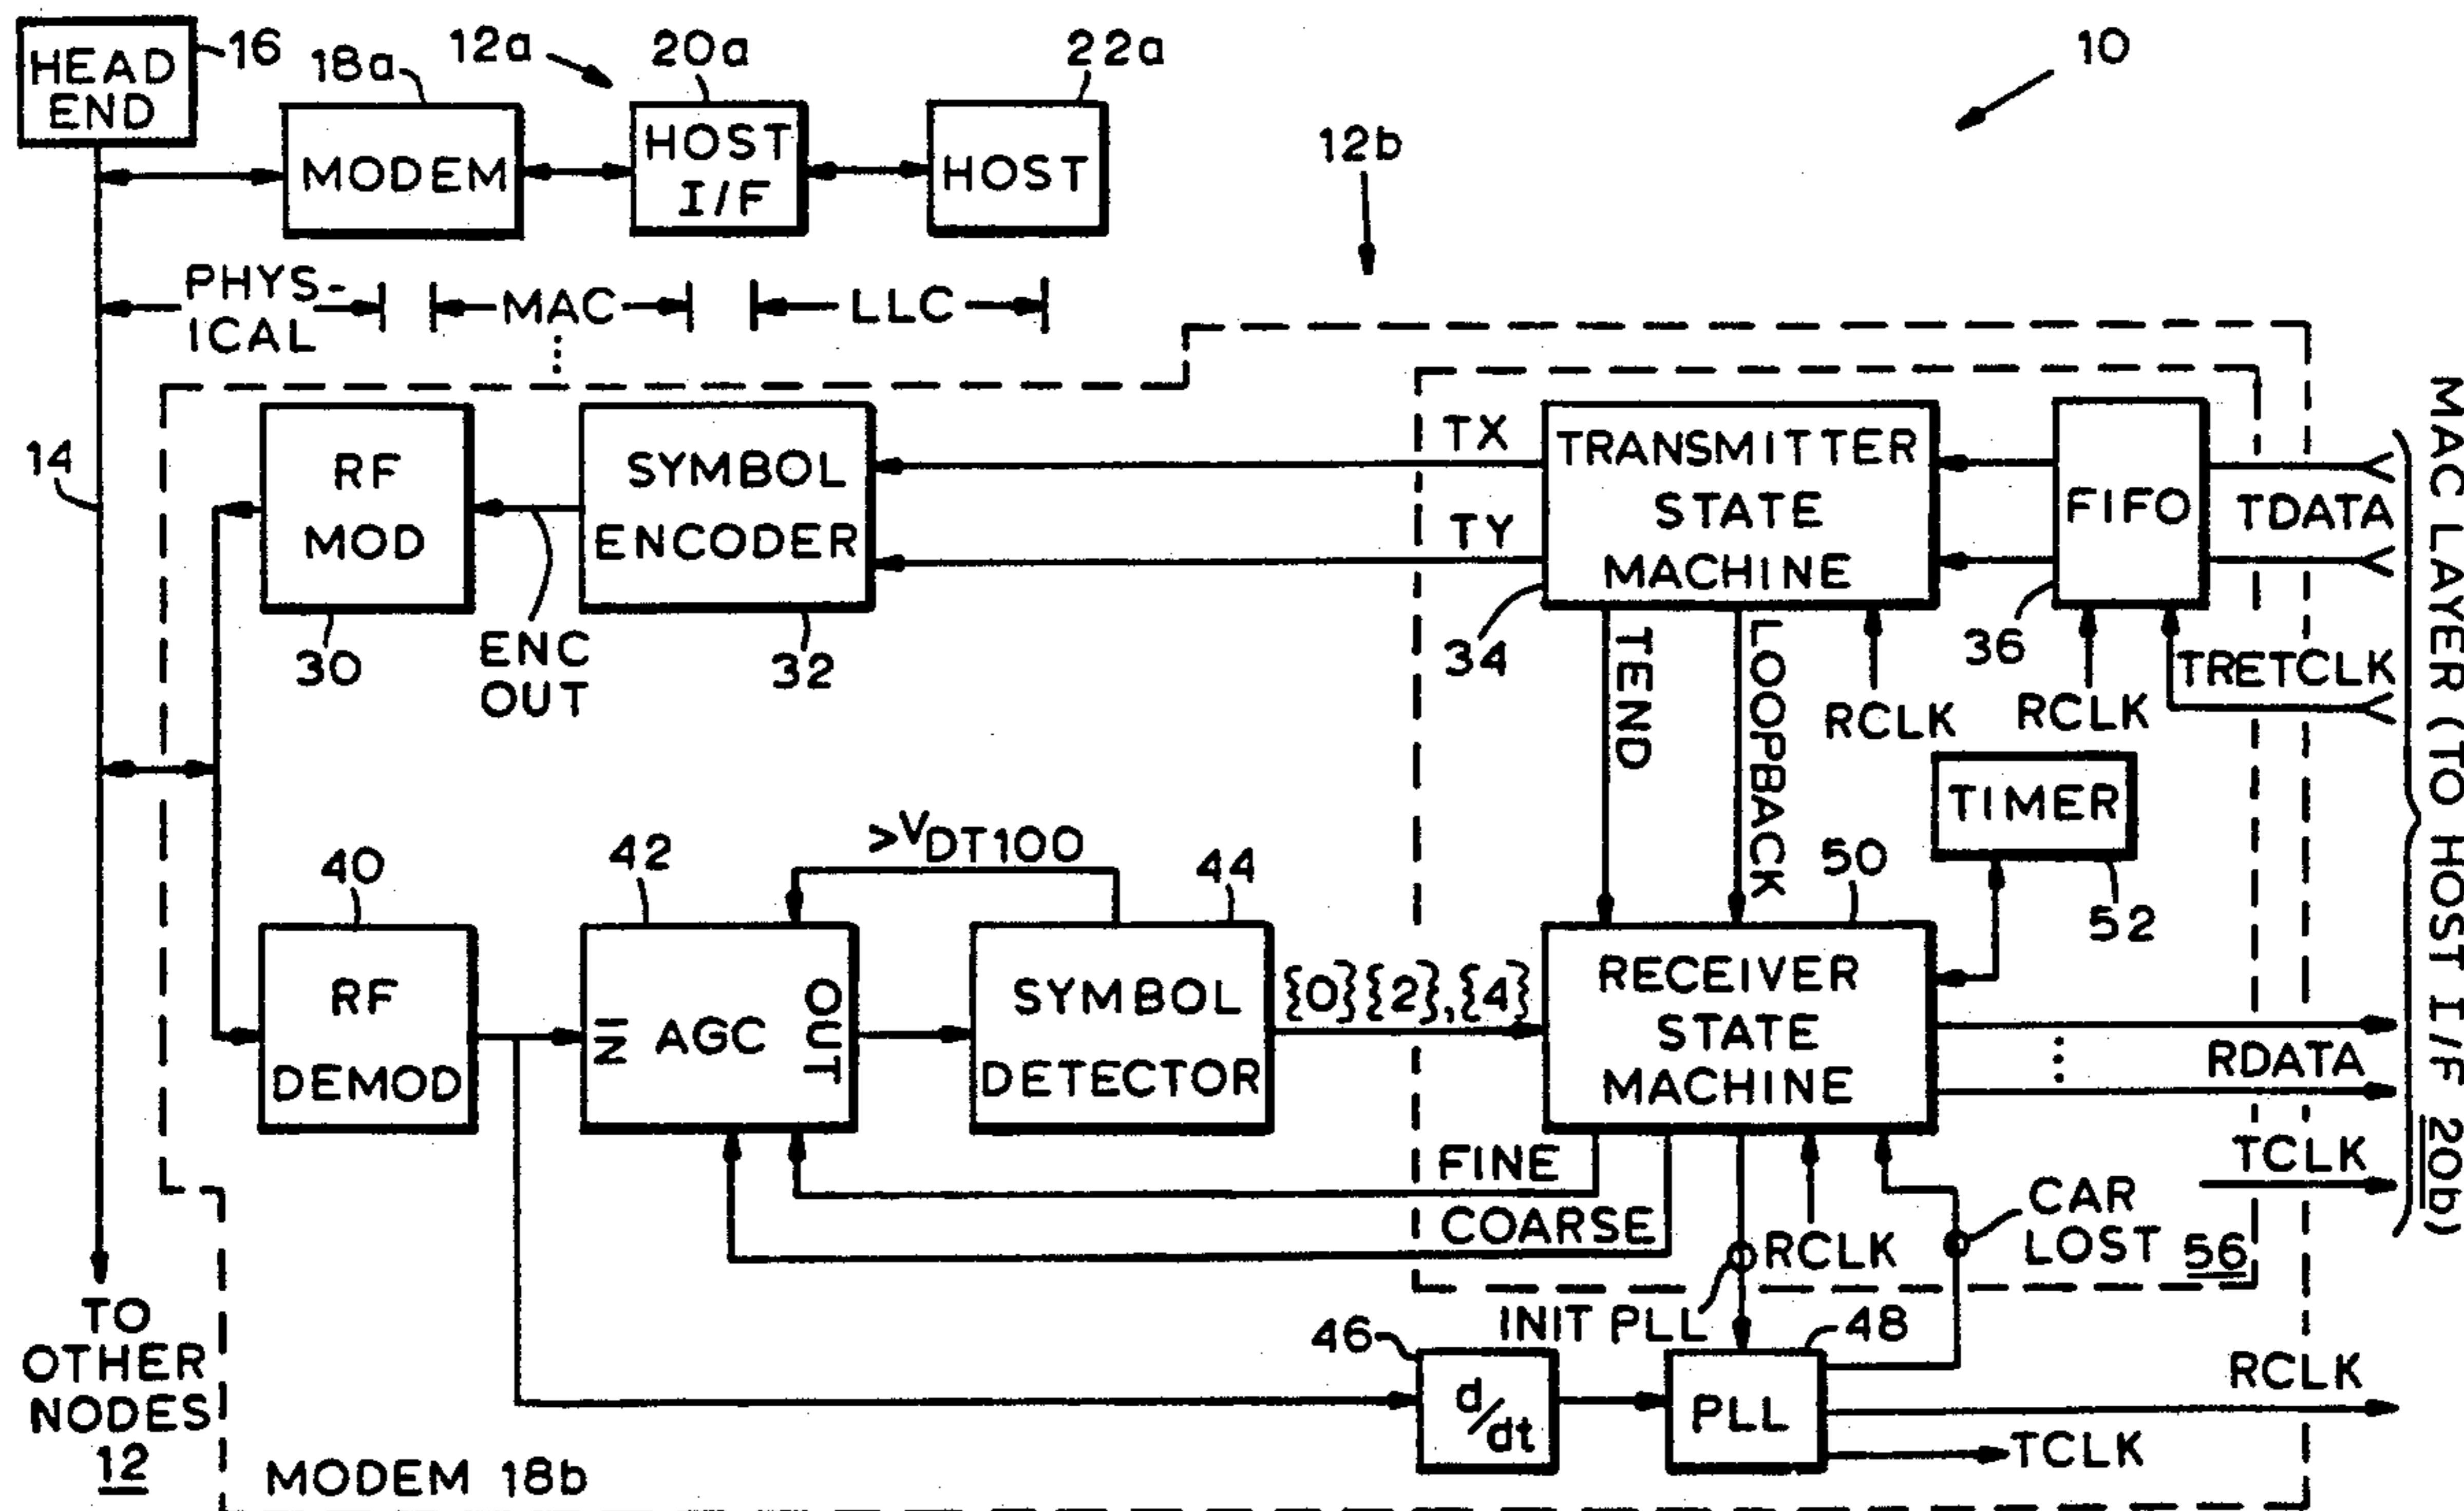 HEAD
END
16
18a
12a
20a
22a
10
MODEM
HOST
I/F
HOST
12b
PHYS-
ICAL
MAC
LLC
14
RF
MOD
30
ENC
OUT
SYMBOL
ENCODER
32
TX
TY
TRANSMITTER
STATE
MACHINE
34
FIFO
36
TDATA
TRETCLK
RCLK
RCLK
TEND
LOOPBACK
TIMER
52
MAC LAYER (TO HOST I/F 20b)
40
RF
DEMOD
42
IN
AGC
OUT
>VDT100
44
SYMBOL
DETECTOR
{0}{2},{4}
50
RECEIVER
STATE
MACHINE
RDATA
TCLK
FINE
COARSE
RCLK
CAR
LOST
56
INIT PLL
46
d/dt
48
PLL
RCLK
TCLK
TO
OTHER
NODES
12
MODEM 18b